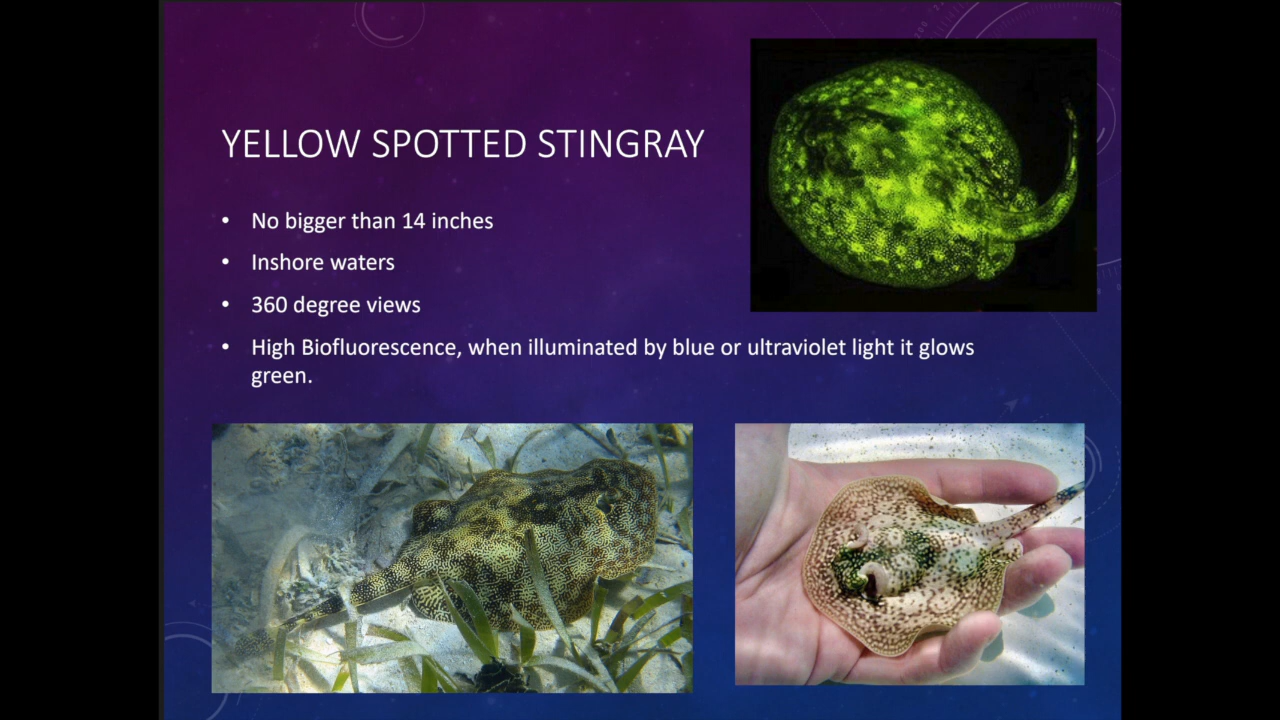 YELLOW SPOTTED STINGRAY
• No bigger than 14 inches
• Inshore waters
• 360 degree views
• High Biofluorescence, when illuminated by blue or ultraviolet light it glows
green.